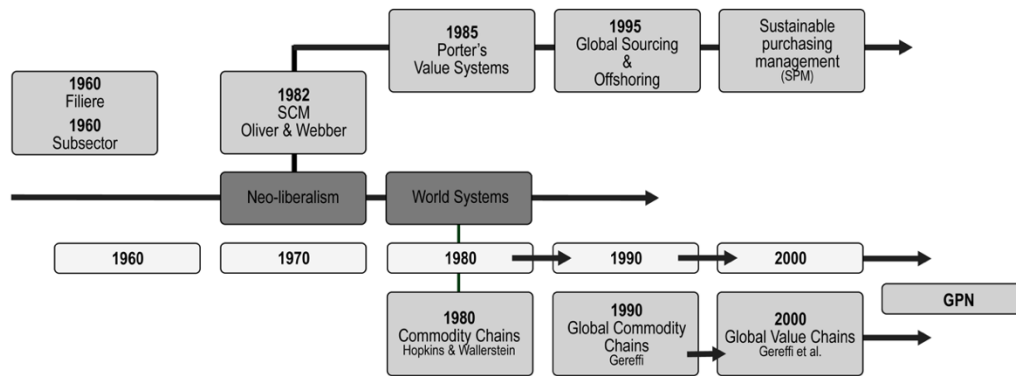 1960
Filiere
1960
Subsector
1982
SCM
Oliver & Webber
1985
Porter's
Value Systems
1995
Global Sourcing
&
Offshoring
Sustainable
purchasing
management
(SPM)
Neo-liberalism
World Systems
1960
1970
1980
1990
2000
1980
Commodity Chains
Hopkins & Wallerstein
1990
Global Commodity
Chains
Gereffi
2000
Global Value Chains
Gereffi et al.
GPN